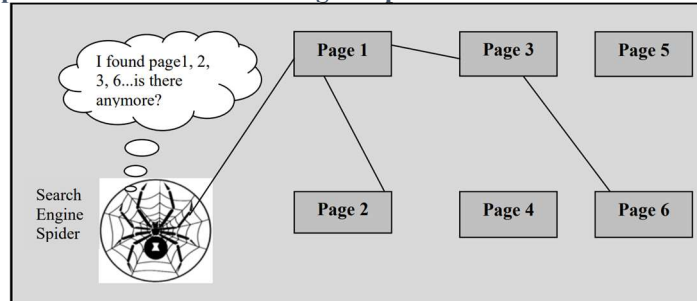 I found page1, 2,
3, 6...is there
anymore?
Page 1
Page 3
Page 5
Search
Engine
Spider
Page 2
Page 4
Page 6